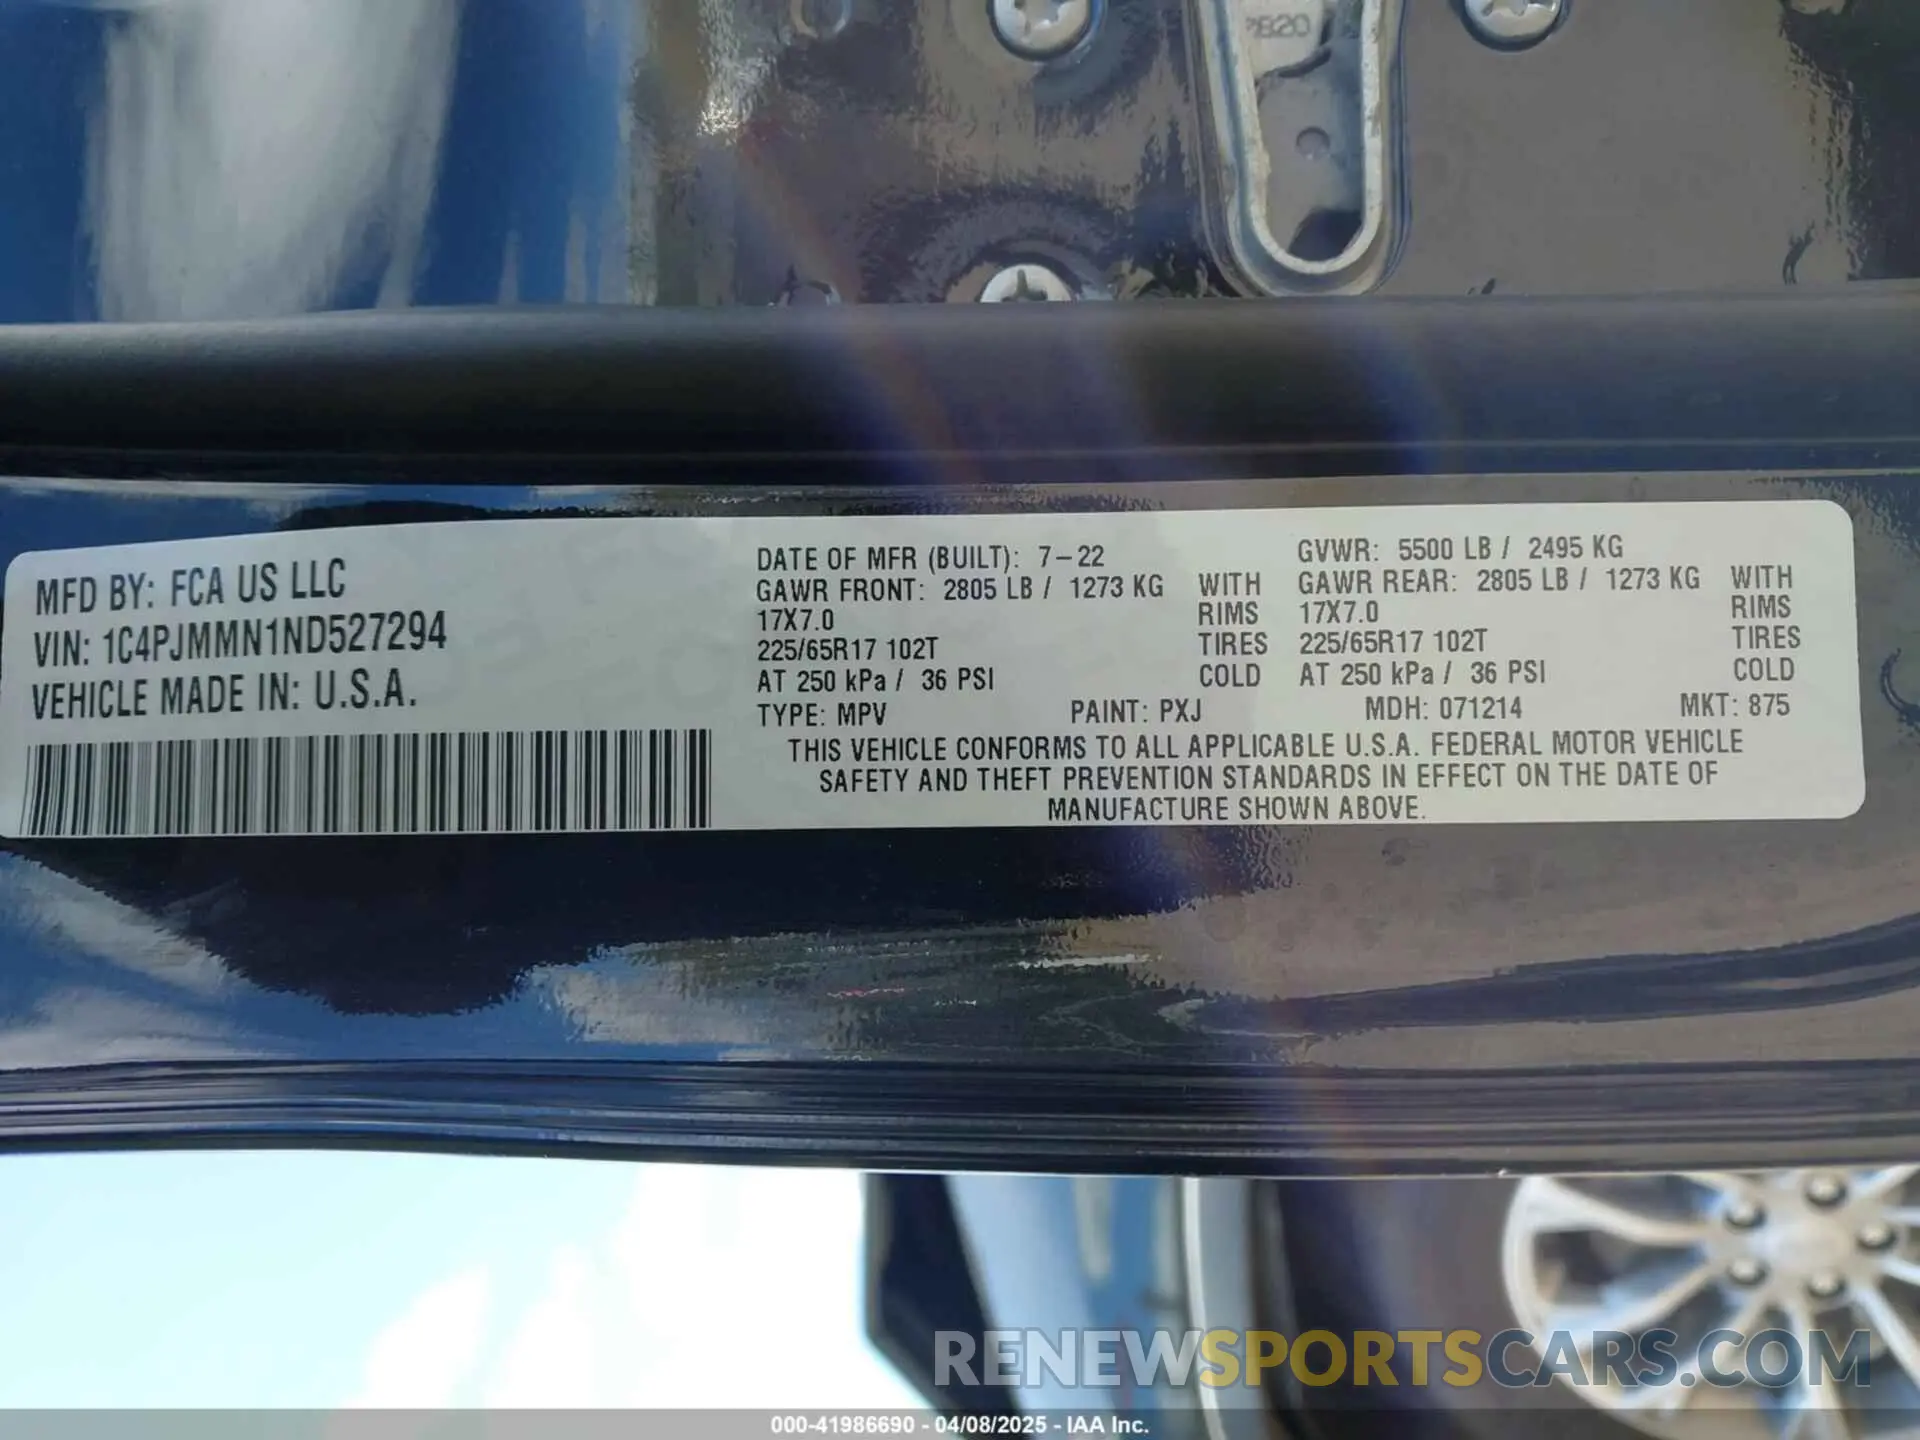 MFD BY: FCA US LLC
VIN: 1C4PJMMN1ND527294
VEHICLE MADE IN: U.S.A.
DATE OF MFR (BUILT): 7-22 GVWR: 5500 LB / 2495 KG
GAWR FRONT: 2805 LB / 1273 KG WITH GAWR REAR: 2805 LB / 1273 KG WITH
17X7.0 RIMS 17X7.0 RIMS
225/65R17 102T TIRES 225/65R17 102T TIRES
AT 250 kPa / 36 PSI COLD AT 250 kPa / 36 PSI COLD
TYPE: MPV PAINT: PXJ MDH: 071214 MKT: 875
THIS VEHICLE CONFORMS TO ALL APPLICABLE U.S.A. FEDERAL MOTOR VEHICLE
SAFETY AND THEFT PREVENTION STANDARDS IN EFFECT ON THE DATE OF
MANUFACTURE SHOWN ABOVE.
RENEWSPORTSCARS.COM
000-41986690 - 04/08/2025 - IAA Inc.